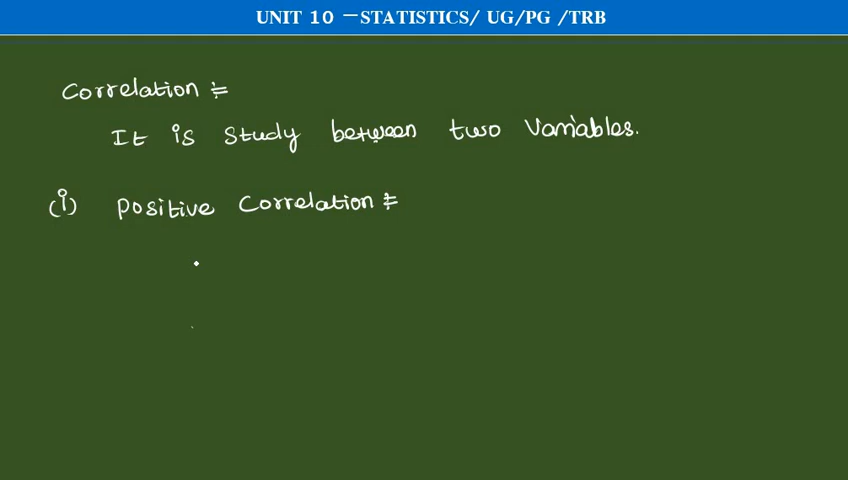 UNIT 10 －STATISTICS/ UG/PG /TRB
Correlation :-
It is study between two variables.
(i) positive Correlation :-